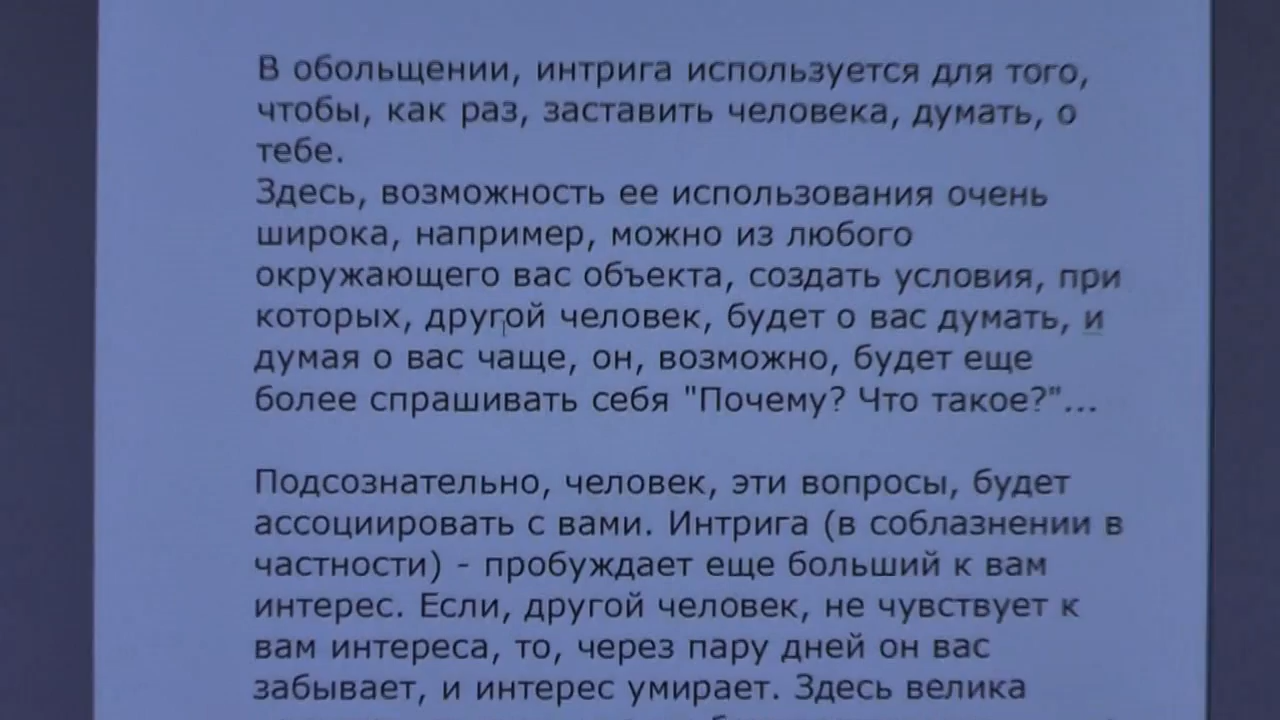 В обольщении, интрига используется для того,
чтобы, как раз, заставить человека, думать, о
тебе.
Здесь, возможность ее использования очень
широка, например, можно из любого
окружающего вас объекта, создать условия, при
которых, другой человек, будет о вас думать, и
думая о вас чаще, он, возможно, будет еще
более спрашивать себя "Почему? Что такое?"...
Подсознательно, человек, эти вопросы, будет
ассоциировать с вами. Интрига (в соблазнении в
частности) - пробуждает еще больший к вам
интерес. Если, другой человек, не чувствует к
вам интереса, то, через пару дней он вас
забывает, и интерес умирает. Здесь велика